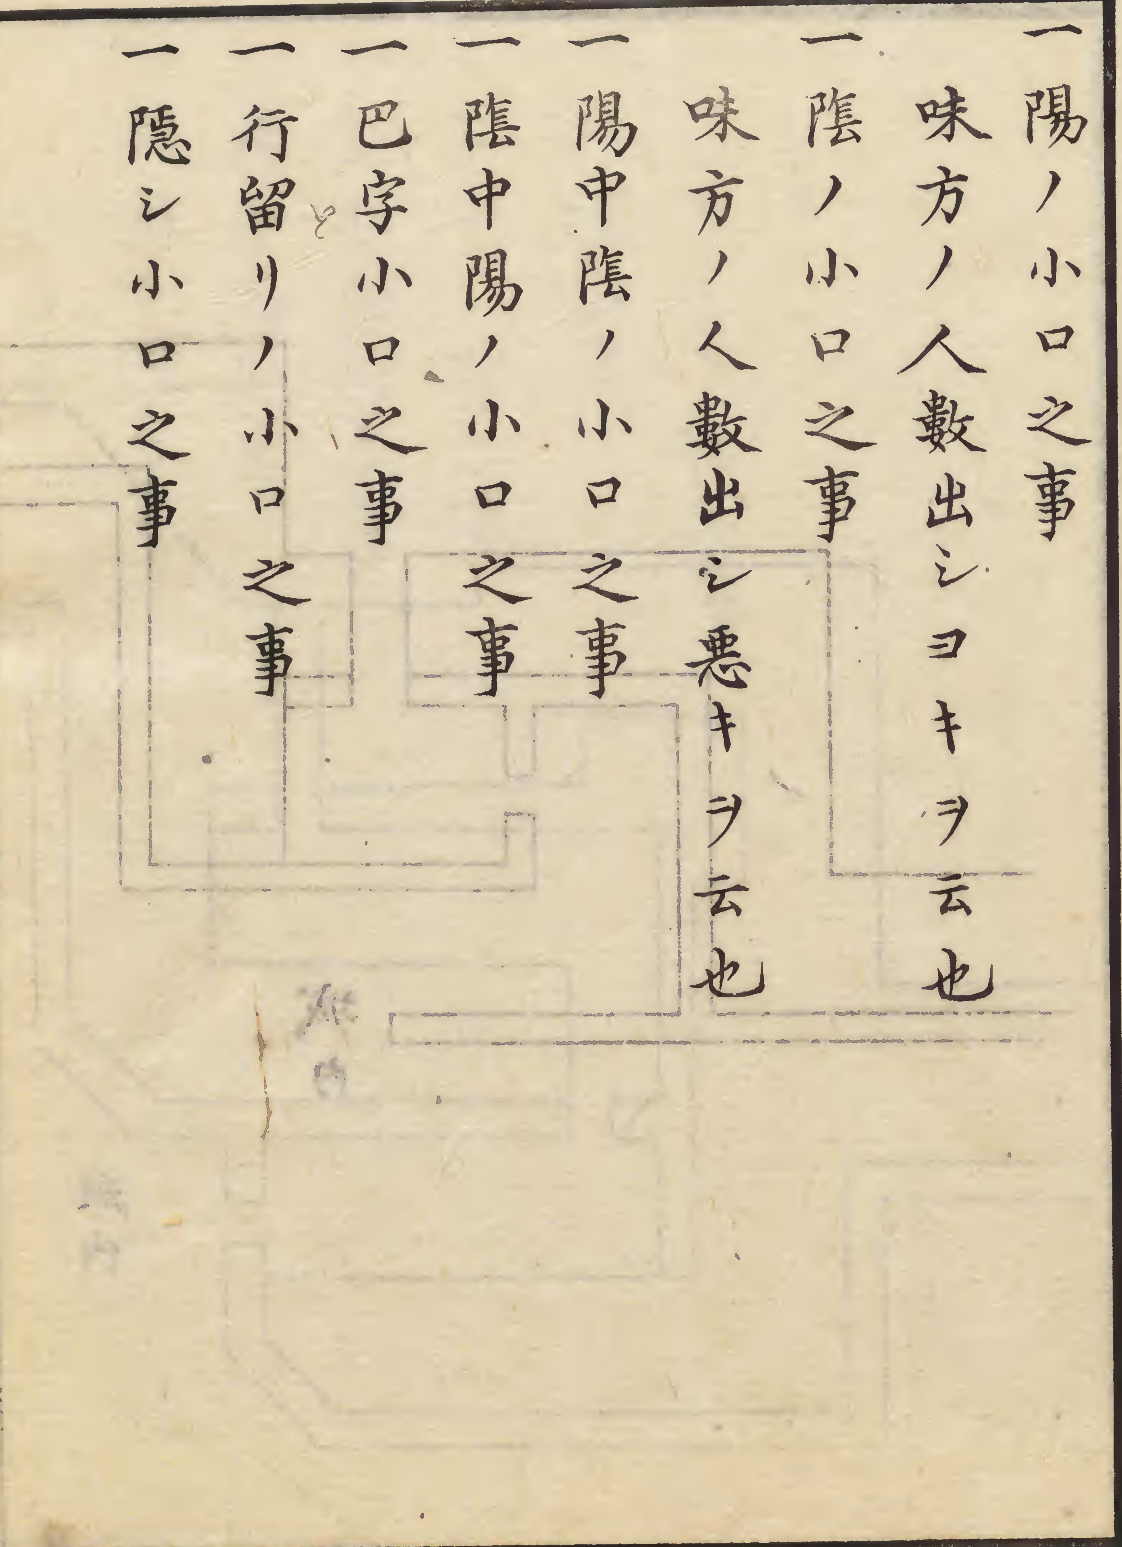 一陽ノ小口之事
味方ノ人數出シヨキヲ云也
一陰ノ小口之事
味方ノ人數出シ悪キヲ云也
一陽中陰ノ小口之事
一陰中陽ノ小口之事
一巴字小口之事
一行留リノ小口之事
一隠シ小口之事